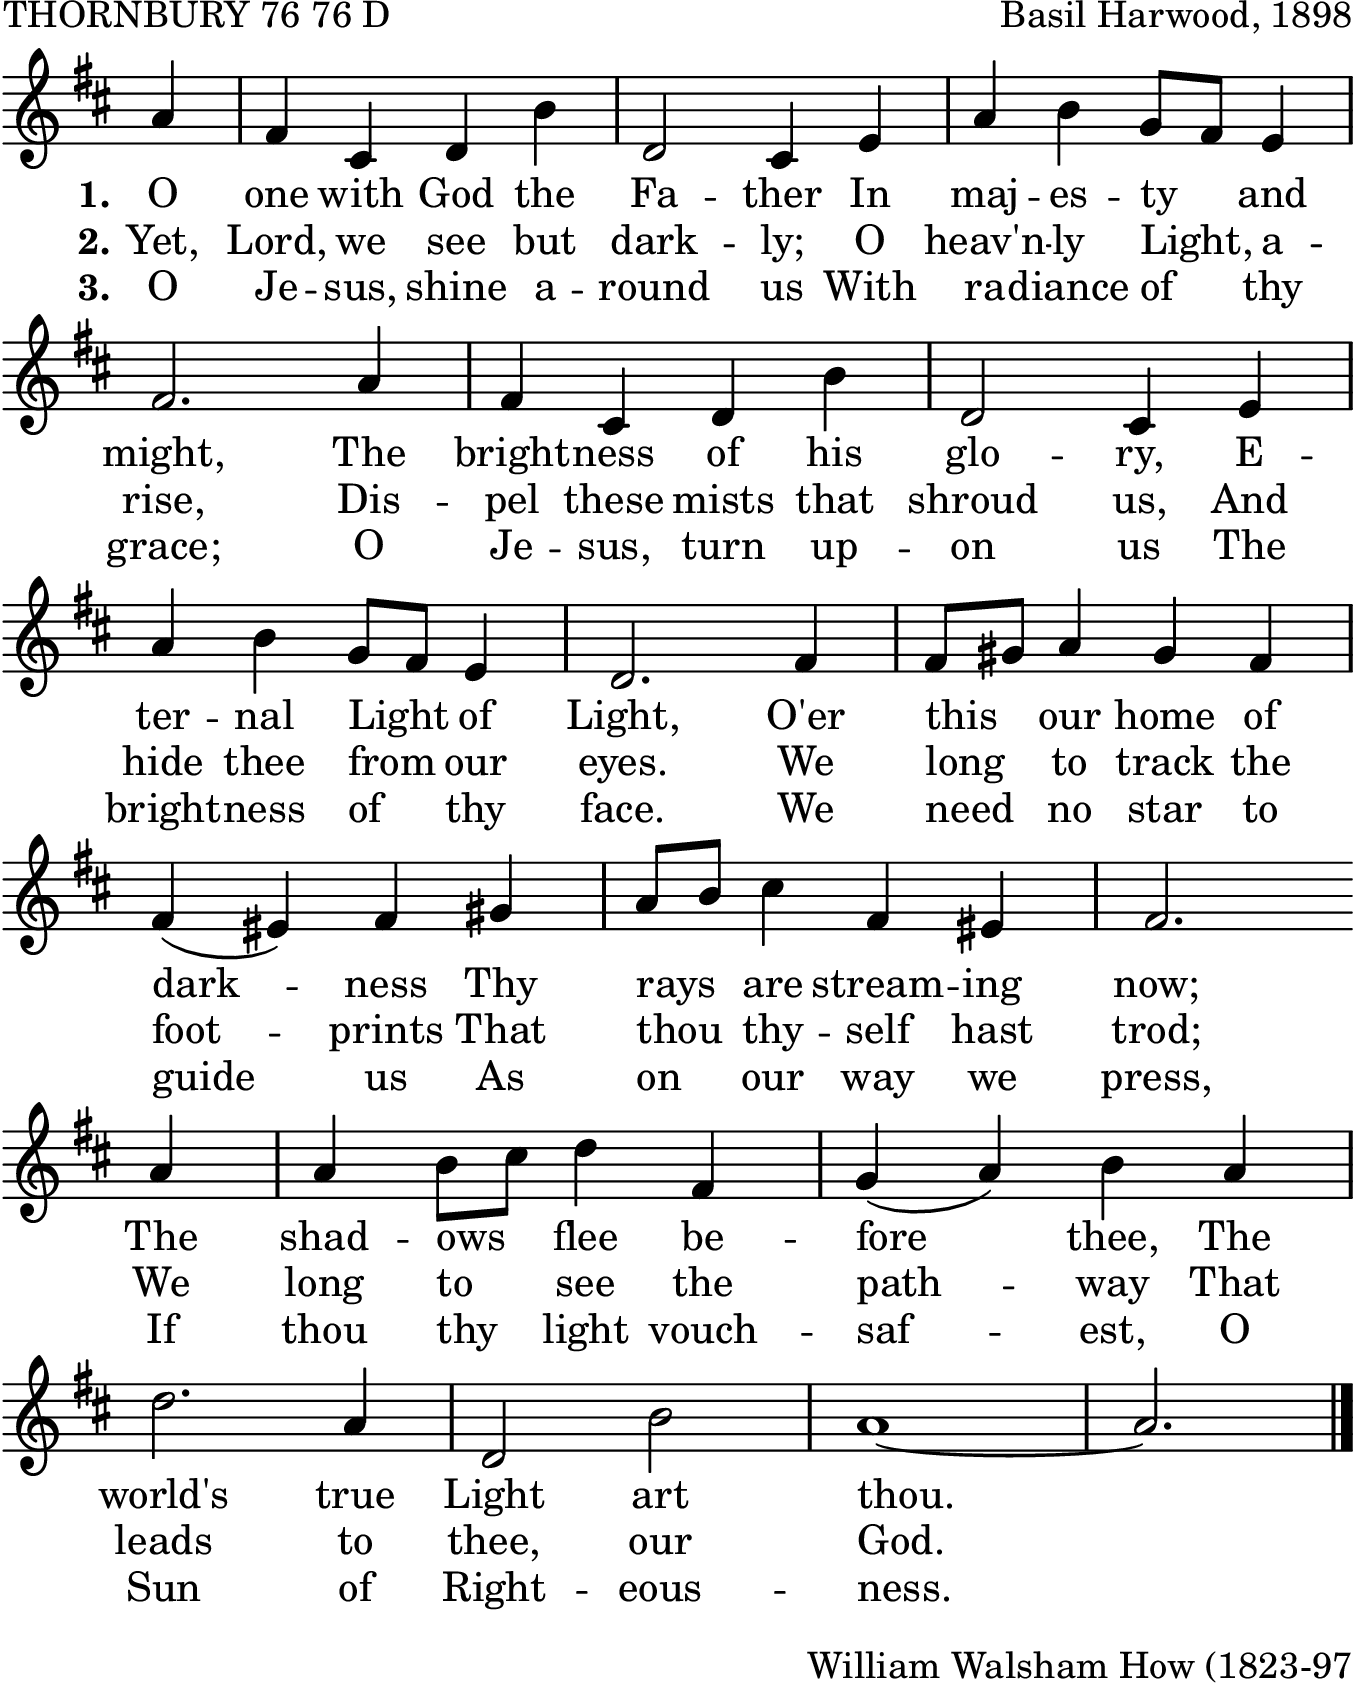 THORNBURY 76 76 D Basil Harwood, 1898
1. O one with God the Fa -- ther In maj -- es -- ty and
2. Yet, Lord, we see but dark -- ly; O heav'n -- ly Light, a --
3. O Je -- sus, shine a -- round us With radiance of thy
might, The brightness of his glo -- ry, E --
rise, Dis -- pel these mists that shroud us, And
grace; O Je -- sus, turn up -- on us The
ter -- nal Light of Light, O'er this our home of
hide thee from our eyes. We long to track the
brightness of thy face. We need no star to
dark -- ness Thy rays are stream -- ing now;
foot -- prints That thou thy -- self hast trod;
guide us As on our way we press,
The shad -- ows flee be -- fore thee, The
We long to see the path -- way That
If thou thy light vouch -- saf -- est, O
world's true Light art thou.
leads to thee, our God.
Sun of Right -- eous -- ness.
William Walsham How (1823-97